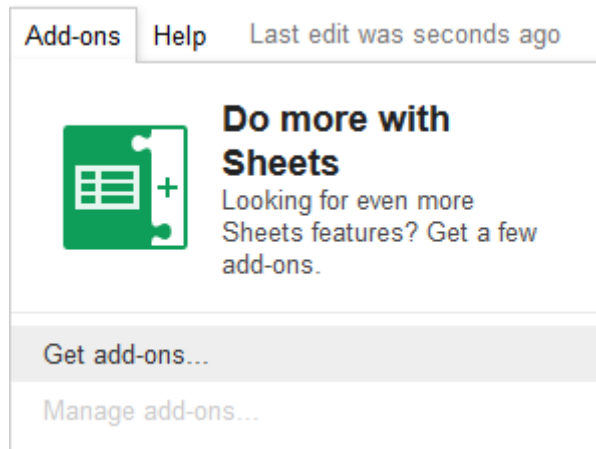 Add-ons Help Last edit was seconds ago
Do more with
Sheets
Looking for even more
Sheets features? Get a few
add-ons.
Get add-ons...
Manage add-ons...